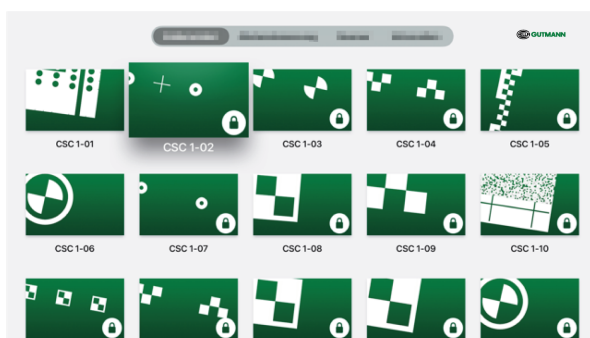 GUTMANN
CSC 1-01
CSC 1-02
CSC 1-03
CSC 1-04
CSC 1-05
CSC 1-06
CSC 1-07
CSC 1-08
CSC 1-09
CSC 1-10